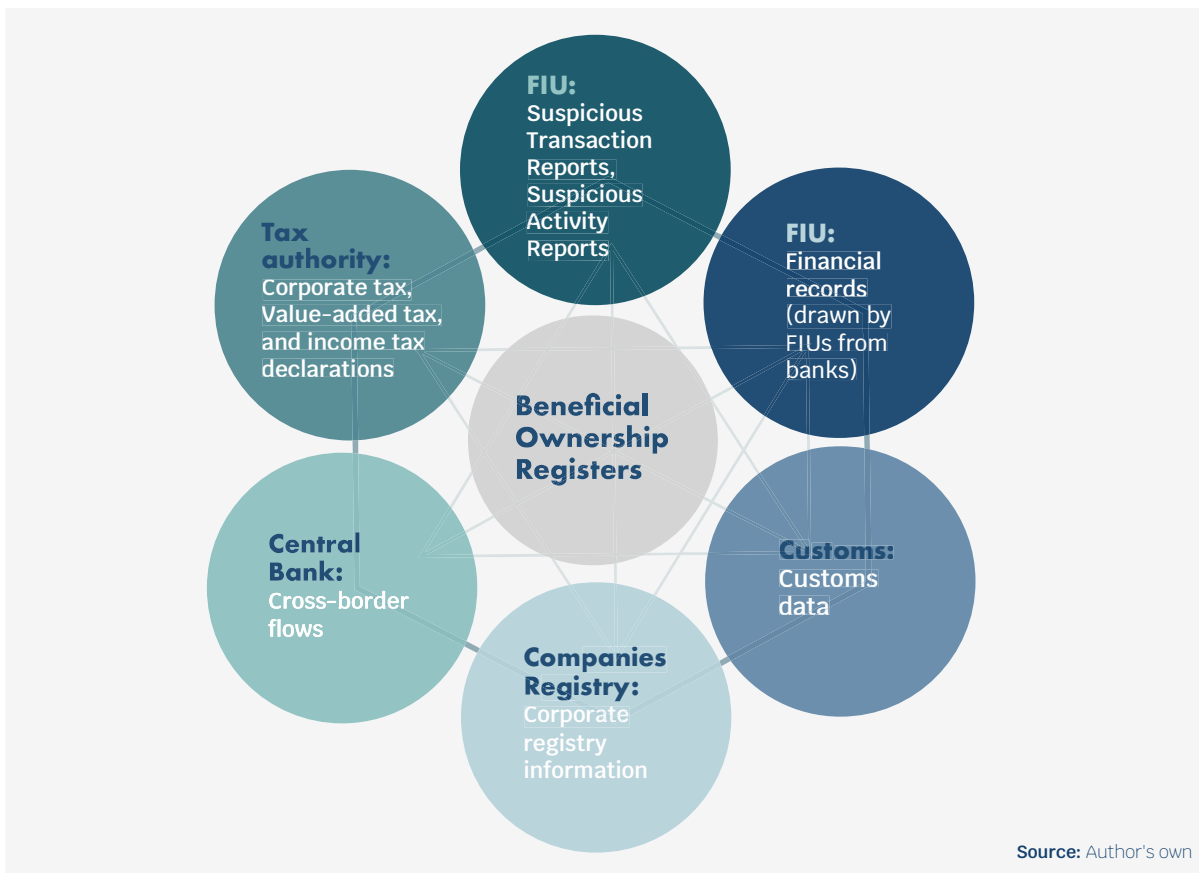 FIU:
Suspicious
Transaction
Reports,
Suspicious
Activity
Reports
FIU:
Financial
records
(drawn by
FIUs from
banks)
Tax
authority:
Corporate tax,
Value-added tax,
and income tax
declarations
Beneficial
Ownership
Registers
Central
Bank:
Cross-border
flows
Customs:
Customs
data
Companies
Registry:
Corporate
registry
information
Source: Author's own